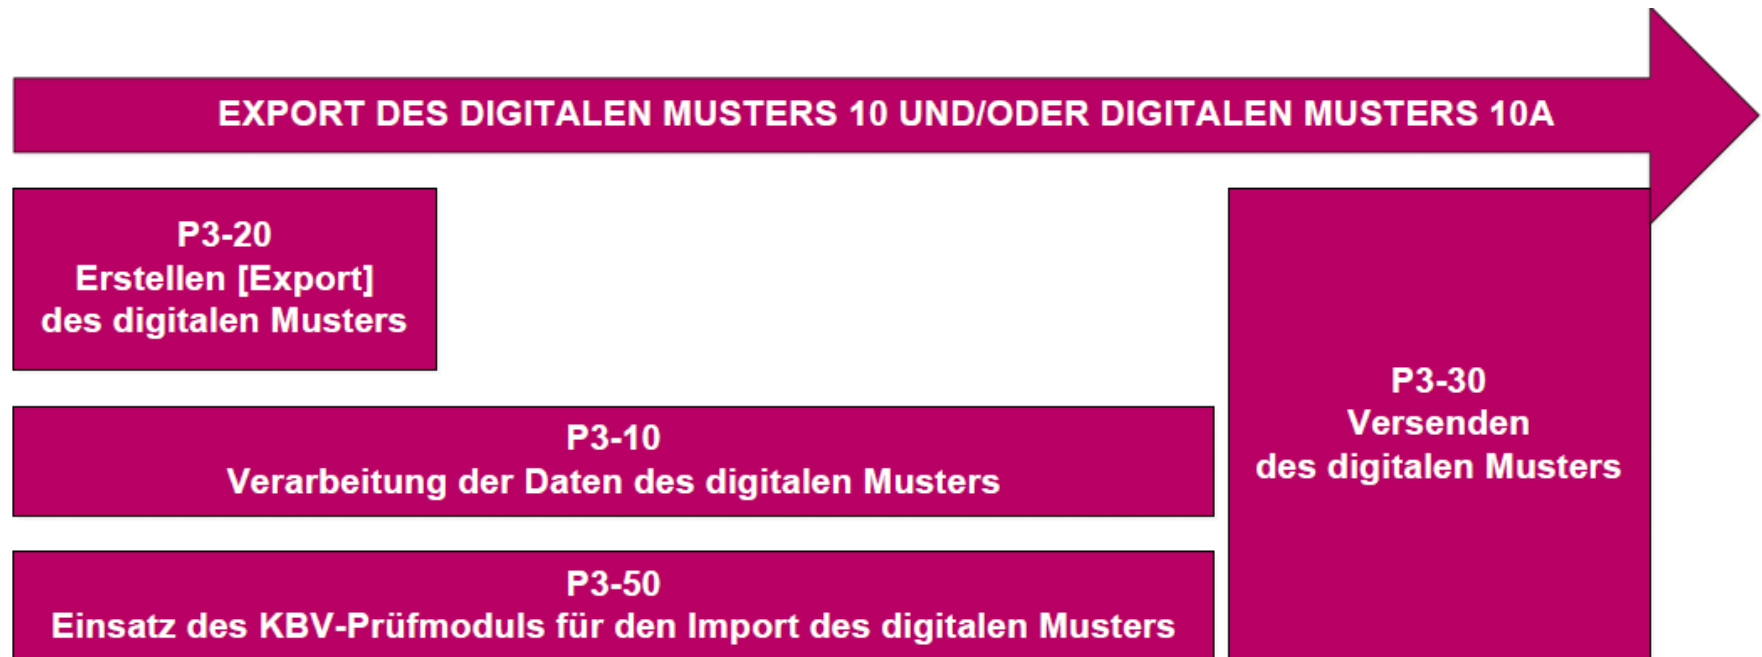 EXPORT DES DIGITALEN MUSTERS 10 UND/ODER DIGITALEN MUSTERS 10A
P3-20
Erstellen [Export]
des digitalen Musters
P3-10
Verarbeitung der Daten des digitalen Musters
P3-50
Einsatz des KBV-Prüfmoduls für den Import des digitalen Musters
P3-30
Versenden
des digitalen Musters